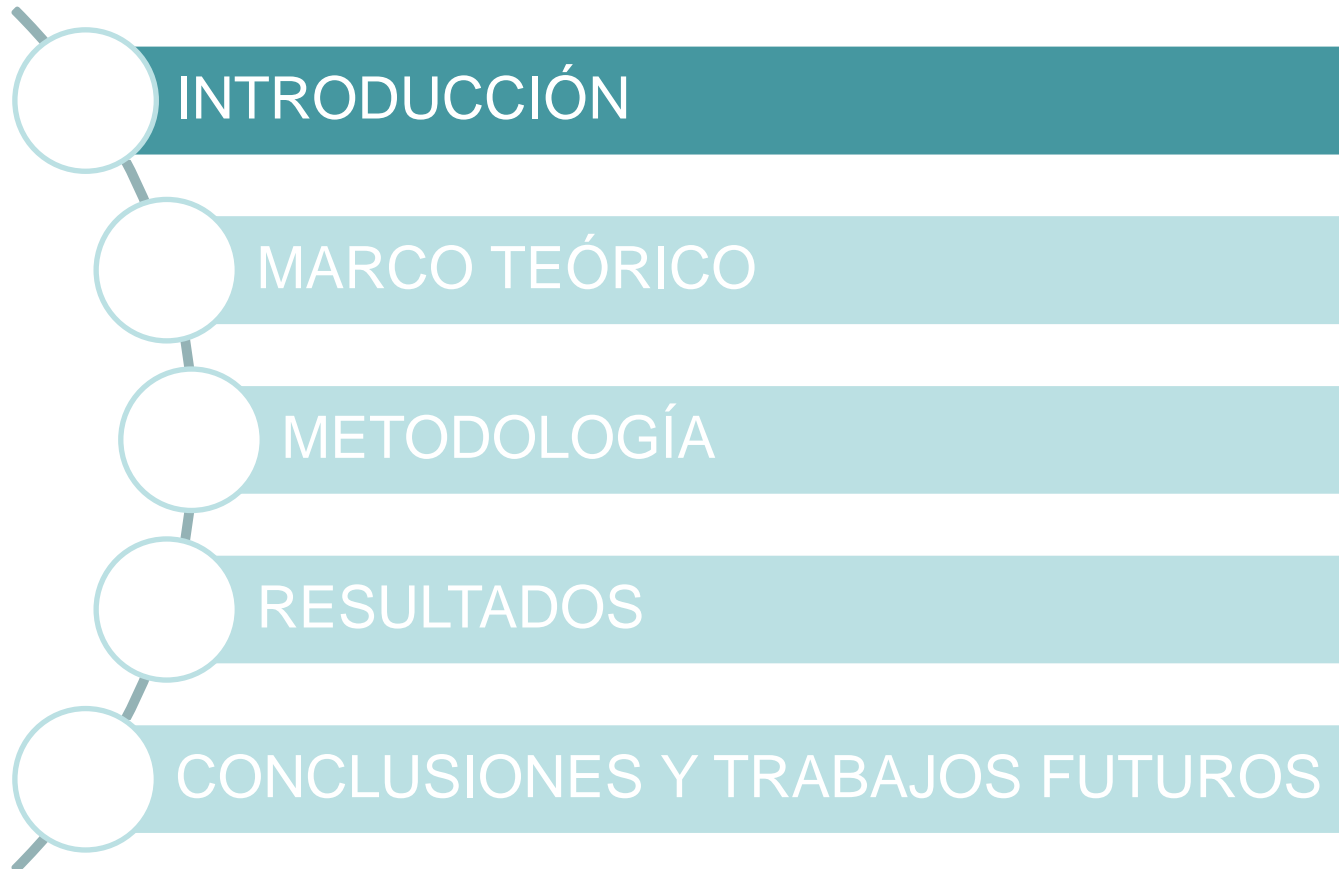 INTRODUCCIÓN
MARCO TEÓRICO
METODOLOGÍA
RESULTADOS
CONCLUSIONES Y TRABAJOS FUTUROS